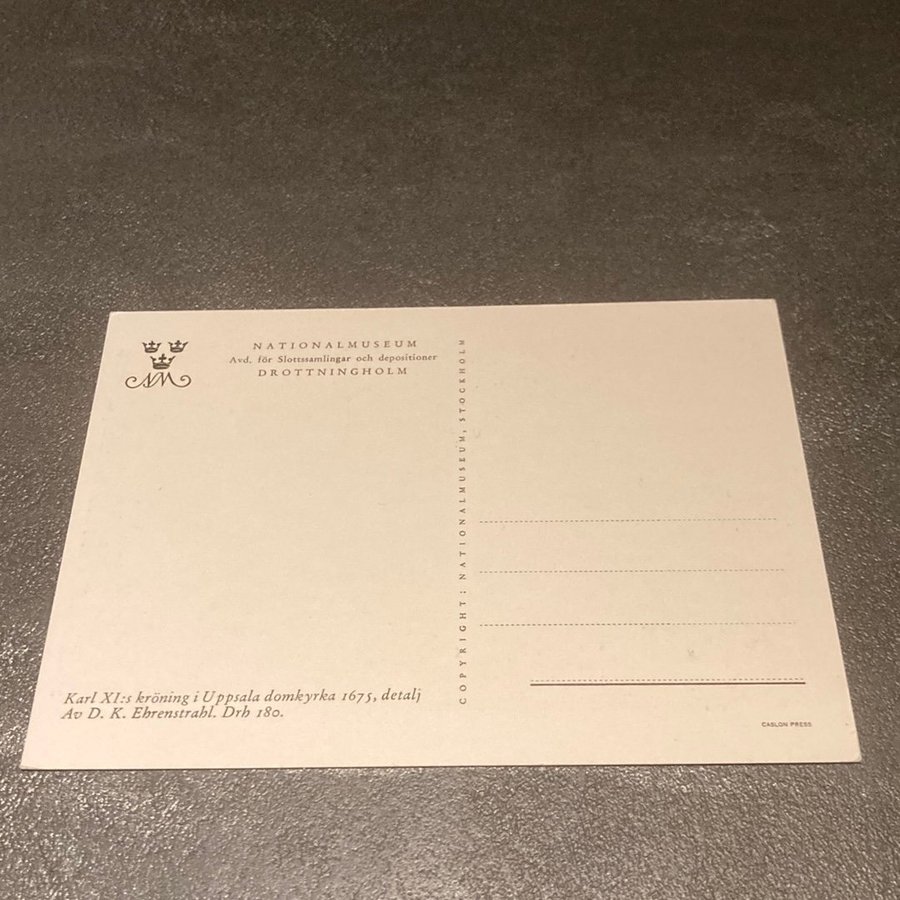 NM
NATIONALMUSEUM
Avd. för Slottssamlingar och depositioner
DROTTNINGHOLM
COPYRIGHT: NATIONALMUSEUM, STOCKHOLM
Karl XI:s kröning i Uppsala domkyrka 1675, detalj
Av D. K. Ehrenstrahl. Drh 180.
CASLON PRESS